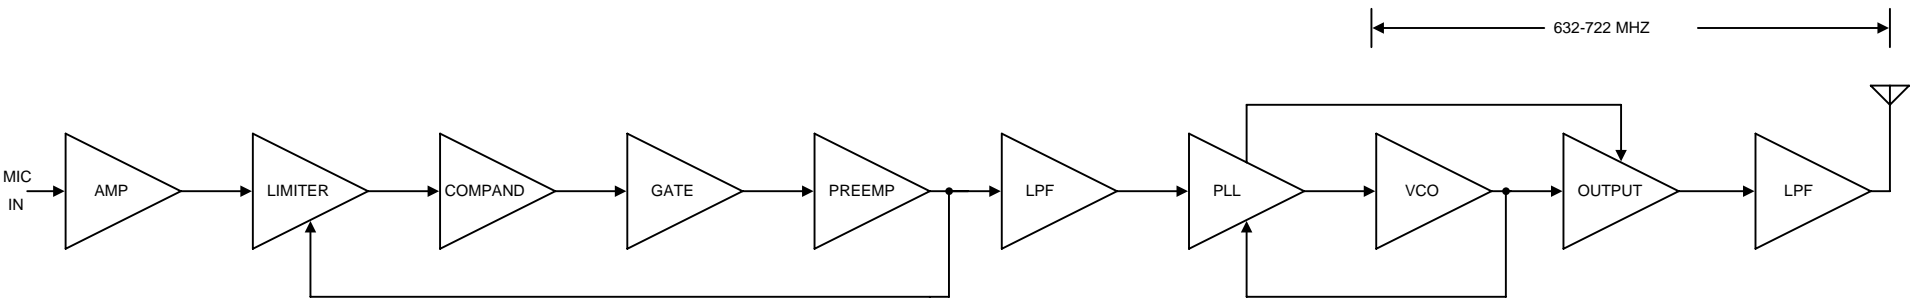 632-722 MHZ
MIC
IN
AMP
LIMITER
COMPAND
GATE
PREEMP
LPF
PLL
VCO
OUTPUT
LPF